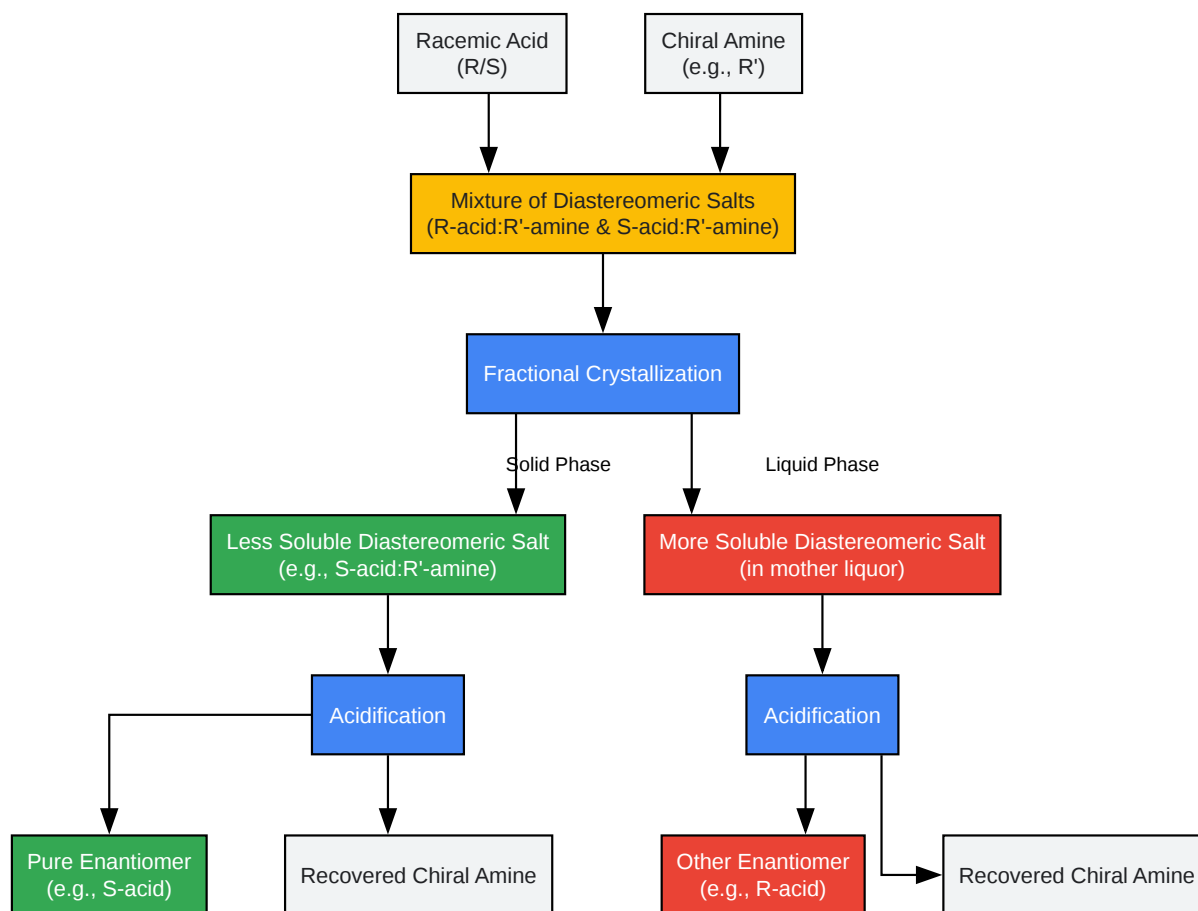 Racemic Acid
(R/S)
Chiral Amine
(e.g., R')
Mixture of Diastereomeric Salts
(R-acid:R'-amine & S-acid:R'-amine)
Fractional Crystallization
Solid Phase
Liquid Phase
Less Soluble Diastereomeric Salt
(e.g., S-acid:R'-amine)
More Soluble Diastereomeric Salt
(in mother liquor)
Acidification
Acidification
Pure Enantiomer
(e.g., S-acid)
Recovered Chiral Amine
Other Enantiomer
(e.g., R-acid)
Recovered Chiral Amine